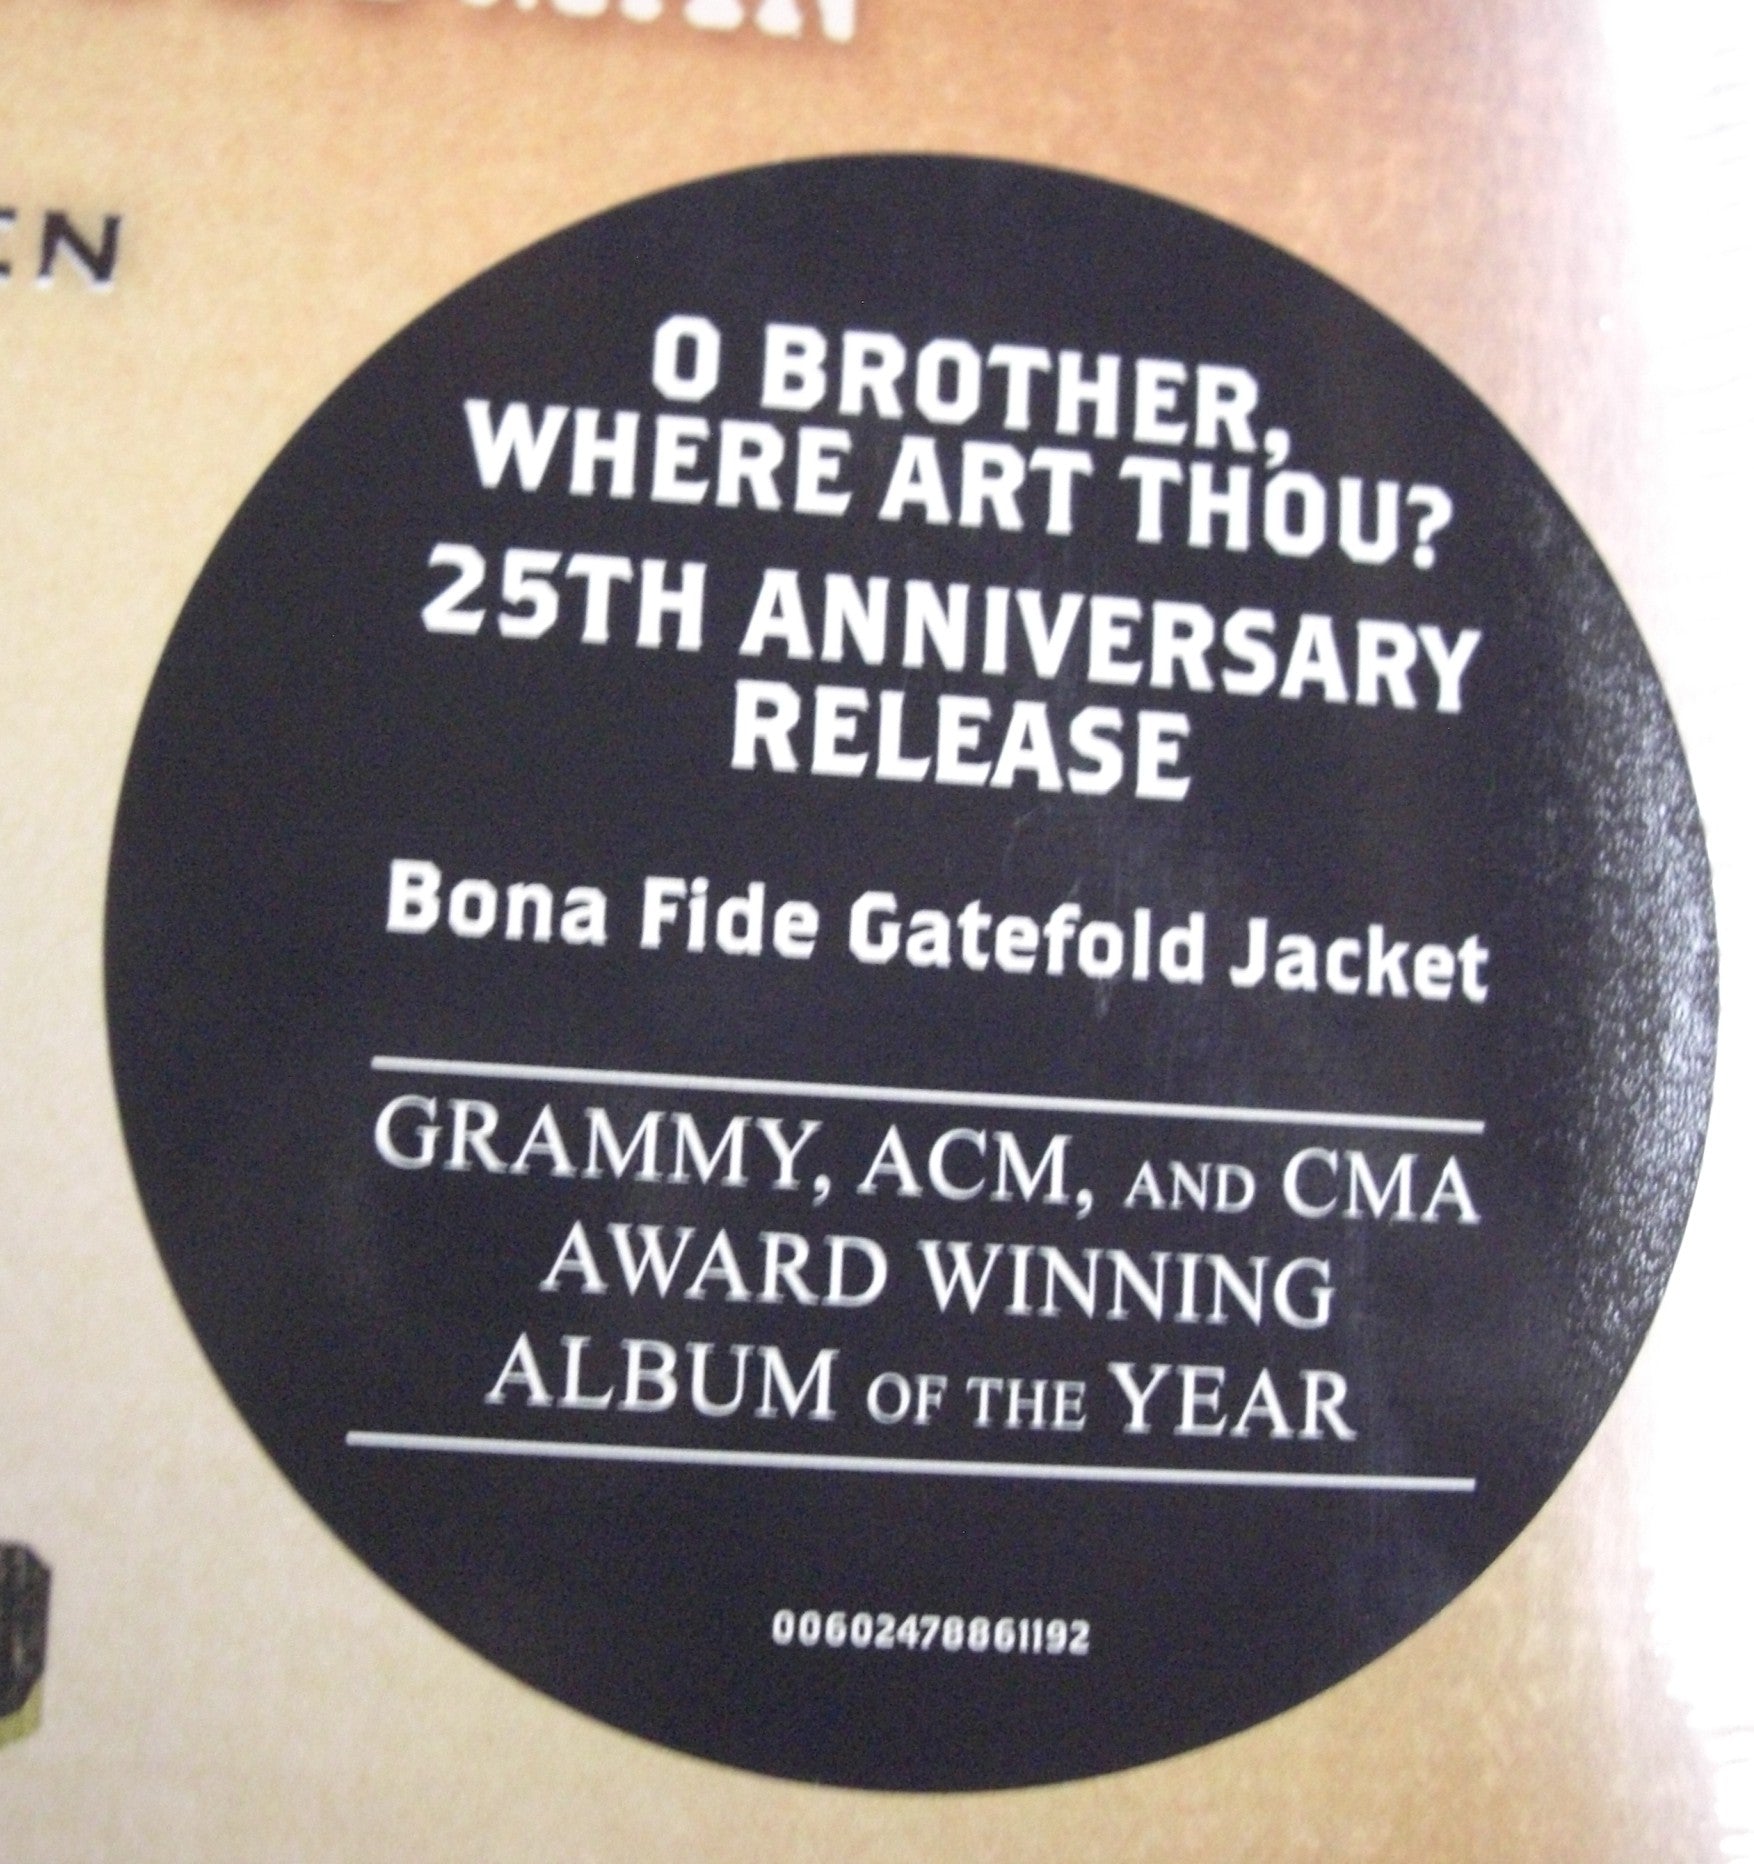 O BROTHER,
WHERE ART THOU?
25TH ANNIVERSARY
RELEASE
Bona Fide Gatefold Jacket
GRAMMY, ACM, AND CMA
AWARD WINNING
ALBUM OF THE YEAR
00602478861192